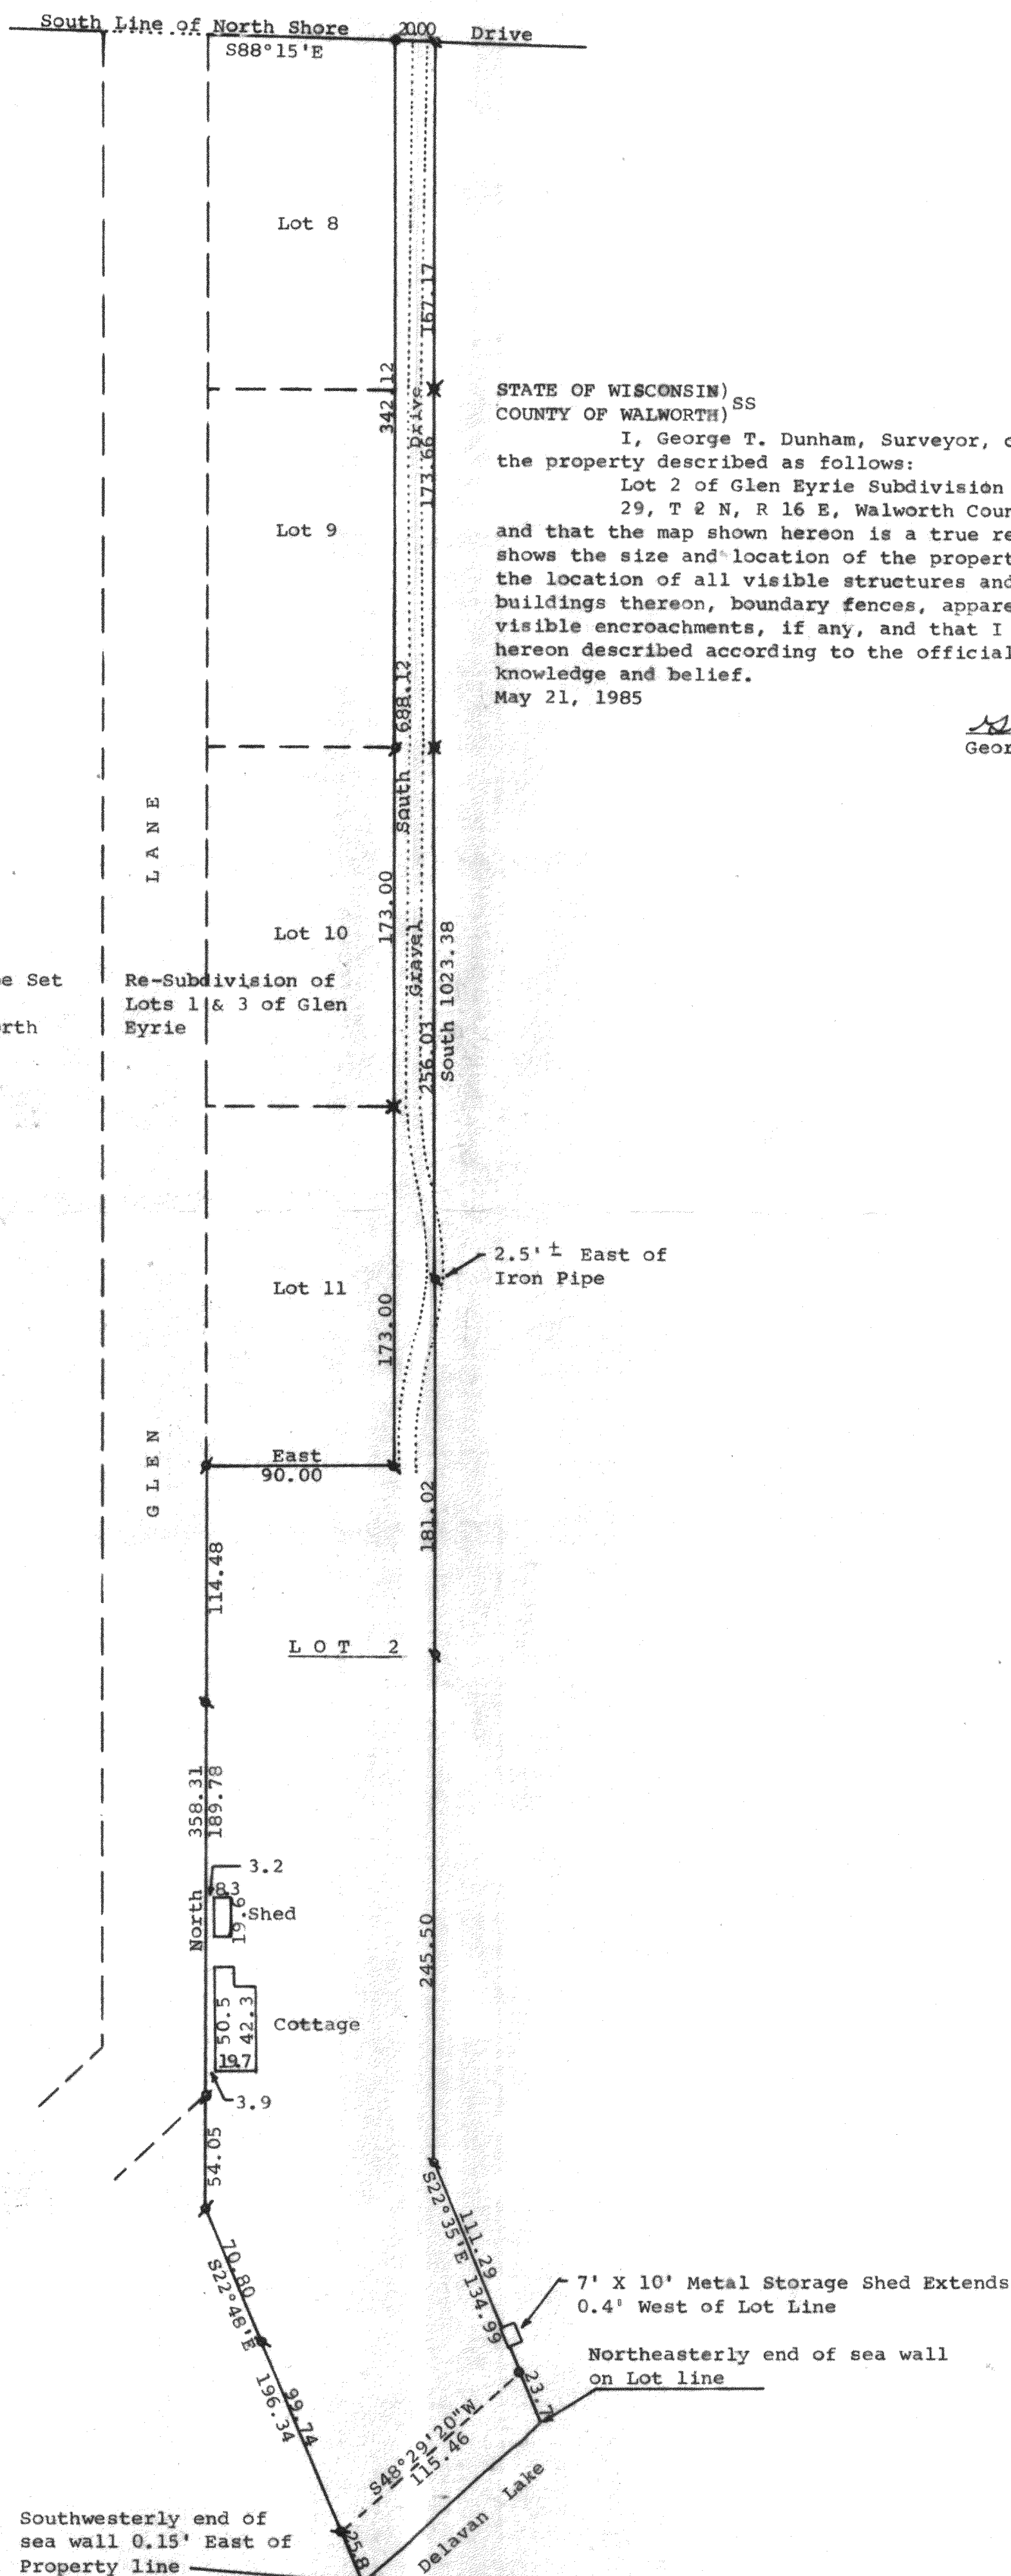 South Line of North Shore Drive
20.00
S88°15'E
Lot 8
167.17
342.12
Drive
173.66
STATE OF WISCONSIN)
COUNTY OF WALWORTH) SS
I, George T. Dunham, Surveyor,
the property described as follows:
Lot 2 of Glen Eyrie Subdivision
29, T 2 N, R 16 E, Walworth
and that the map shown hereon is a true
shows the size and location of the
the location of all visible structures and
buildings thereon, boundary fences,
visible encroachments, if any, and that I
hereon described according to the official
knowledge and belief.
May 21, 1985
Lot 9
South 688.12
GLEN LANE
173.00
Lot 10
Gravel
South 1023.38
256.03
Set
Re-Subdivision of
Lots 1 & 3 of Glen
Eyrie
2.5'± East of
Iron Pipe
Lot 11
173.00
East
90.00
181.02
114.48
LOT 2
North 358.31
189.78
3.2
8.3
19.6
Shed
245.50
50.5
42.3
Cottage
19.7
3.9
54.05
S22°35'E 134.99
111.29
70.80
S22°48'E 196.34
7' X 10' Metal Storage Shed Extends
0.4' West of Lot Line
Northeasterly end of sea wall
on Lot line
23.7
99.74
S48°29'20"W
115.46
Delavan Lake
Southwesterly end of
sea wall 0.15' East of
Property line
25.8